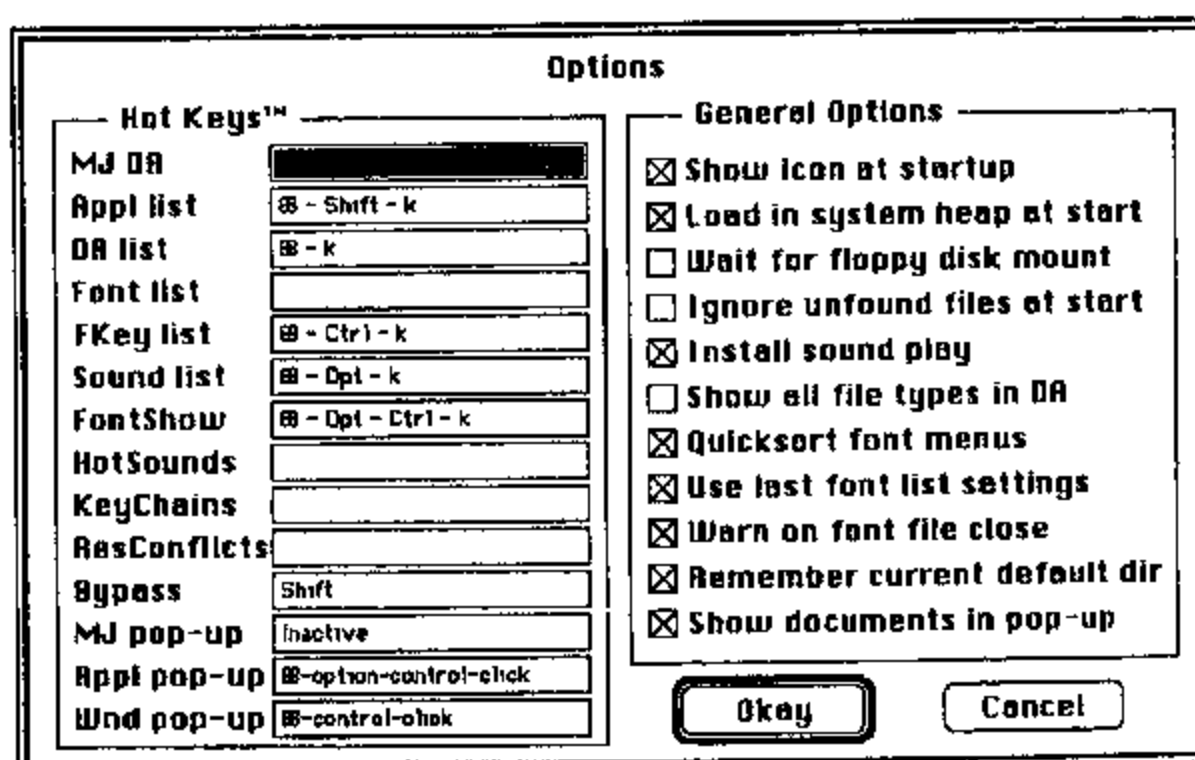 Options
Hot Keys™
MJ DA
Appl list ⌘ - Shift - k
DA list ⌘ - k
Font list
FKey list ⌘ - Ctrl - k
Sound list ⌘ - Opt - k
FontShow ⌘ - Opt - Ctrl - k
HotSounds
KeyChains
ResConflicts
Bypass Shift
MJ pop-up Inactive
Appl pop-up ⌘-option-control-click
Wnd pop-up ⌘-control-click
General Options
Show icon at startup
Load in system heap at start
Wait for floppy disk mount
Ignore unfound files at start
Install sound play
Show all file types in DA
Quicksort font menus
Use last font list settings
Warn on font file close
Remember current default dir
Show documents in pop-up
Okay
Cancel